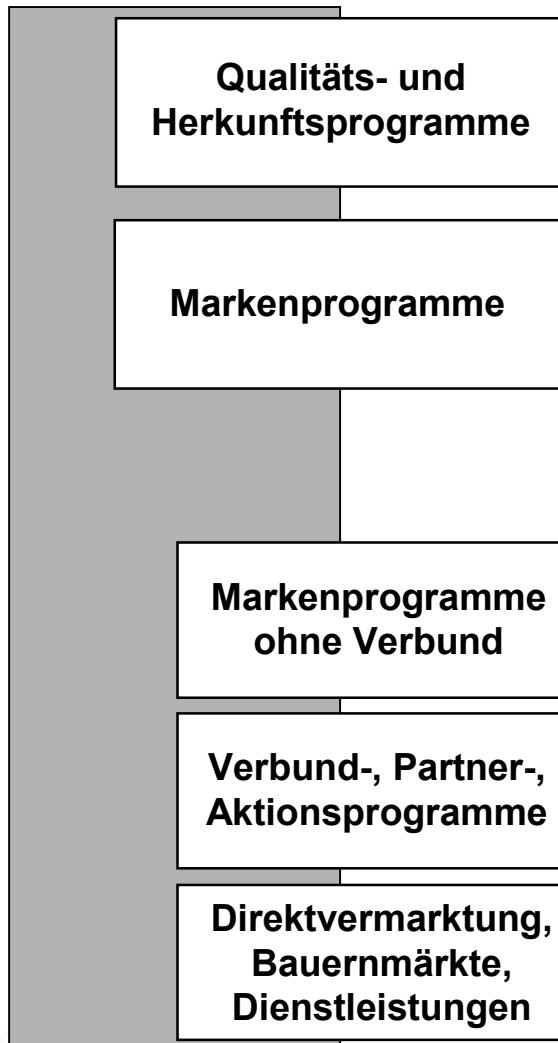 Qualitäts- und
Herkunftsprogramme
Markenprogramme
Markenprogramme
ohne Verbund
Verbund-, Partner-,
Aktionsprogramme
Direktvermarktung,
Bauernmärkte,
Dienstleistungen